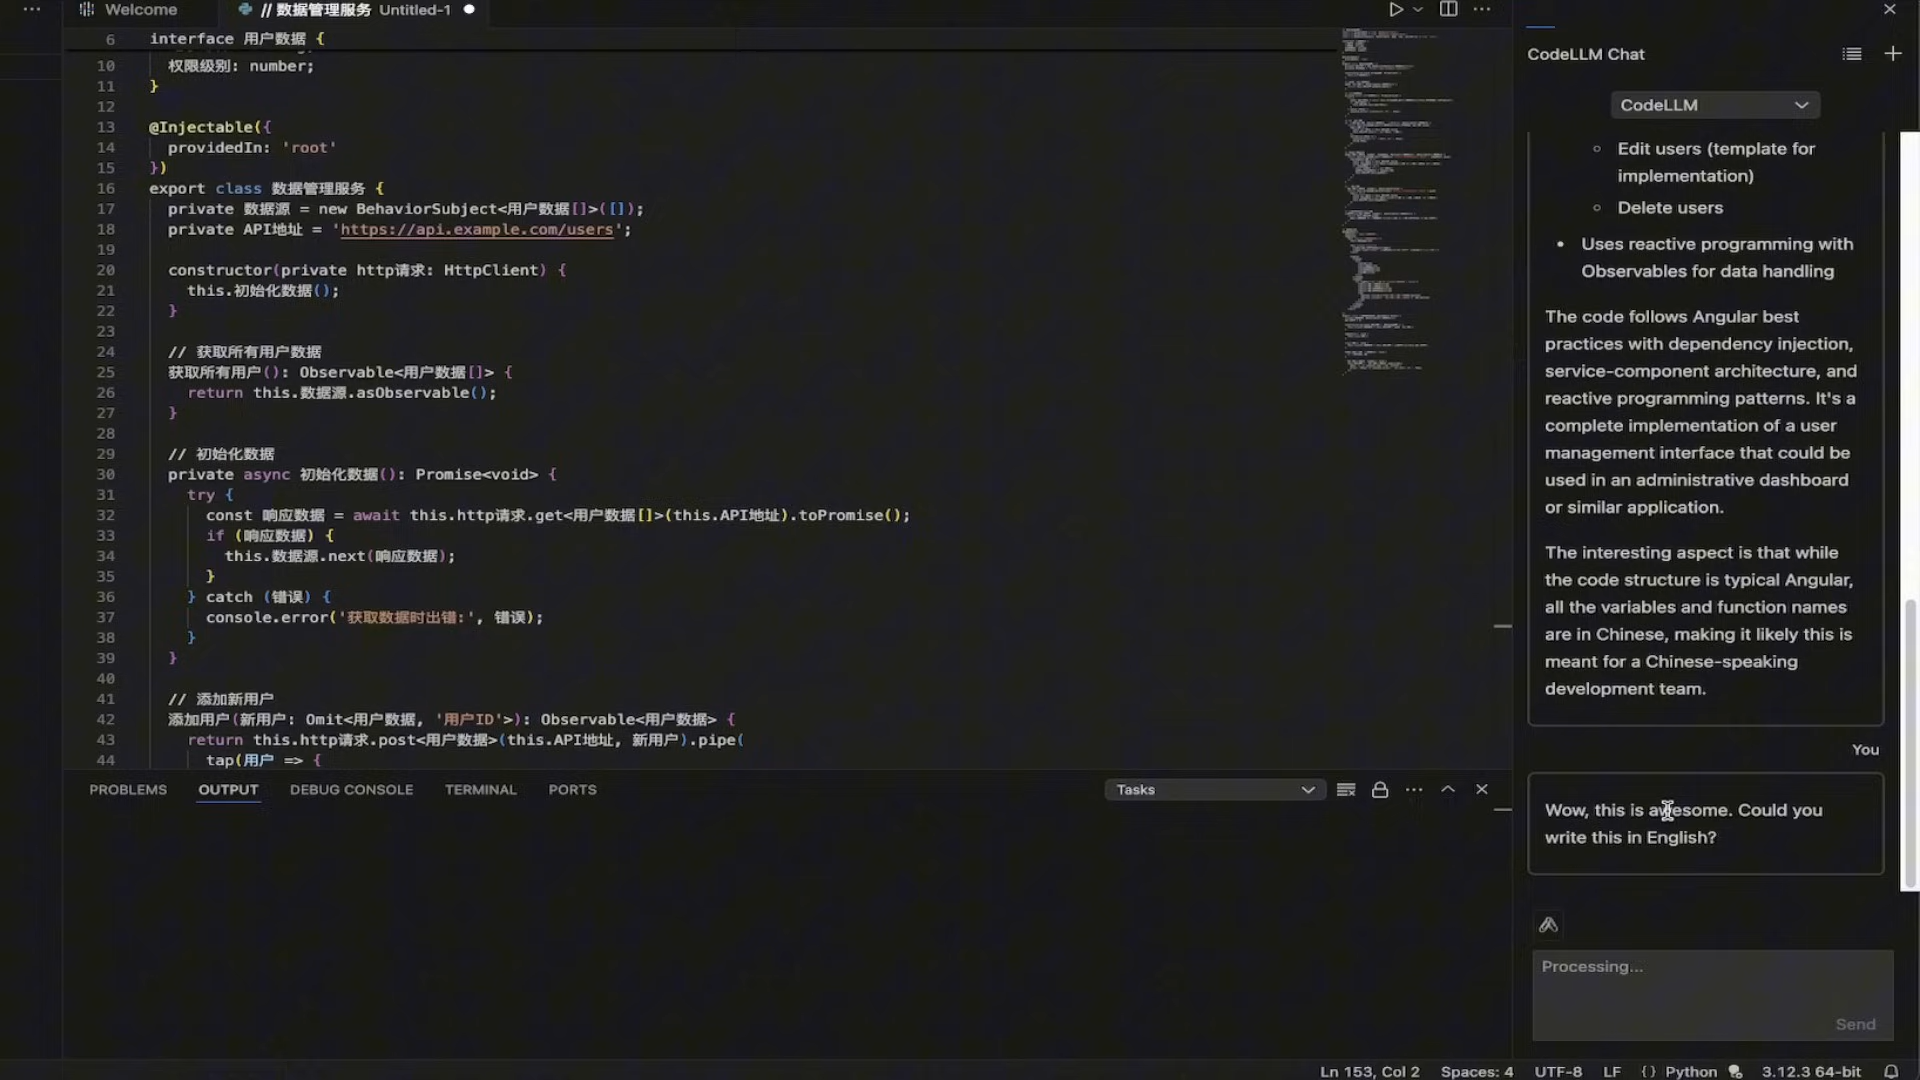 Welcome
// 数据管理服务 Untitled-1
6 interface 用户数据 {
10 权限级别: number;
11 }
12
13 @Injectable({
14 providedIn: 'root'
15 })
16 export class 数据管理服务 {
17 private 数据源 = new BehaviorSubject<用户数据[]>([]);
18 private API地址 = 'https://api.example.com/users';
19
20 constructor(private http请求: HttpClient) {
21 this.初始化数据();
22 }
23
24 // 获取所有用户数据
25 获取所有用户(): Observable<用户数据[]> {
26 return this.数据源.asObservable();
27 }
28
29 // 初始化数据
30 private async 初始化数据(): Promise<void> {
31 try {
32 const 响应数据 = await this.http请求.get<用户数据[]>(this.API地址).toPromise();
33 if (响应数据) {
34 this.数据源.next(响应数据);
35 }
36 } catch (错误) {
37 console.error('获取数据时出错:', 错误);
38 }
39 }
40
41 // 添加新用户
42 添加用户(新用户: Omit<用户数据, '用户ID'>): Observable<用户数据> {
43 return this.http请求.post<用户数据>(this.API地址, 新用户).pipe(
44 tap(用户 => {
PROBLEMS OUTPUT DEBUG CONSOLE TERMINAL PORTS
Tasks
CodeLLM Chat
CodeLLM
Edit users (template for
implementation)
Delete users
Uses reactive programming with
Observables for data handling
The code follows Angular best
practices with dependency injection,
service-component architecture, and
reactive programming patterns. It's a
complete implementation of a user
management interface that could be
used in an administrative dashboard
or similar application.
The interesting aspect is that while
the code structure is typical Angular,
all the variables and function names
are in Chinese, making it likely this is
meant for a Chinese-speaking
development team.
You
Wow, this is awesome. Could you
write this in English?
Processing...
Send
Ln 153, Col 2 Spaces: 4 UTF-8 LF {} Python 3.12.3 64-bit